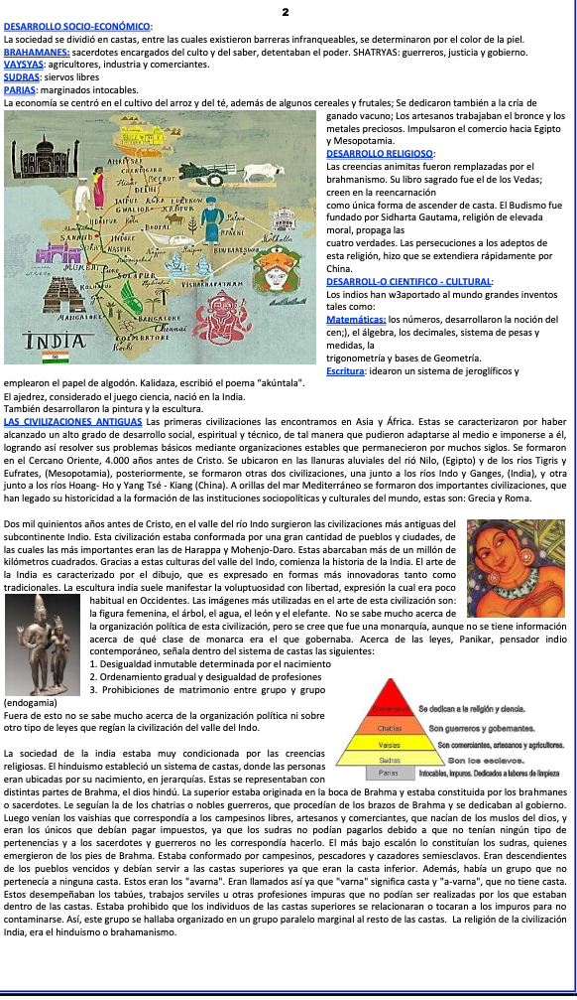 2
DESARROLLO SOCIO-ECONÓMICO:
La sociedad se dividió en castas, entre las cuales existieron barreras infranqueables, se determinaron por el color de la piel.
BRAHAMANES: sacerdotes encargados del culto y del saber, detentaban el poder. SHATRYAS: guerreros, justicia y gobierno.
VAYSYAS: agricultores, industria y comerciantes.
SUDRAS: siervos libres
PARIAS: marginados intocables.
La economía se centró en el cultivo del arroz y del té, además de algunos cereales y frutales; Se dedicaron también a la cría de
ganado vacuno; Los artesanos trabajaban el bronce y los
metales preciosos. Impulsaron el comercio hacia Egipto
y Mesopotamia.
DESARROLLO RELIGIOSO:
Las creencias animitas fueron remplazadas por el
brahmanismo. Su libro sagrado fue el de los Vedas;
creen en la reencarnación
como única forma de ascender de casta. El Budismo fue
fundado por Sidharta Gautama, religión de elevada
moral, propaga las
cuatro verdades. Las persecuciones a los adeptos de
esta religión, hizo que se extendiera rápidamente por
China.
DESARROLL-O CIENTIFICO - CULTURAL:
Los indios han w3aportado al mundo grandes inventos
tales como:
Matemáticas: los números, desarrollaron la noción del
cen;), el álgebra, los decimales, sistema de pesas y
medidas, la
trigonometría y bases de Geometría.
Escritura: idearon un sistema de jeroglíficos y
AMRITSAR
CHANDIGARH
Hisar MEERUT
DELHI
JAIPUR AGRA LUCKNOW
GWALIOR KANPUR
UDAIPUR Kota
Patna
BHOPAL
RANCHI
SANAND INDORE
NASHIK
Nagpur Raipur
BHUBANESWAR
Kolkatta
MUMBAI Pune
SOLAPUR
Hyderabad
VISHAKHAPATNAM
KOLHAPUR
MANGALORE
BANGALORE
Chennai
COIMBATORE
Kochi
INDIA
emplearon el papel de algodón. Kalidaza, escribió el poema "akúntala".
El ajedrez, considerado el juego ciencia, nació en la India.
También desarrollaron la pintura y la escultura.
LAS CIVILIZACIONES ANTIGUAS Las primeras civilizaciones las encontramos en Asia y África. Estas se caracterizaron por haber
alcanzado un alto grado de desarrollo social, espiritual y técnico, de tal manera que pudieron adaptarse al medio e imponerse a él,
logrando así resolver sus problemas básicos mediante organizaciones estables que permanecieron por muchos siglos. Se formaron
en el Cercano Oriente, 4.000 años antes de Cristo. Se ubicaron en las llanuras aluviales del rió Nilo, (Egipto) y de los ríos Tigris y
Eufrates, (Mesopotamia), posteriormente, se formaron otras dos civilizaciones, una junto a los ríos Indo y Ganges, (India), y otra
junto a los ríos Hoang- Ho y Yang Tsé - Kiang (China). A orillas del mar Mediterráneo se formaron dos importantes civilizaciones, que
han legado su historicidad a la formación de las instituciones sociopolíticas y culturales del mundo, estas son: Grecia y Roma.
Dos mil quinientos años antes de Cristo, en el valle del río Indo surgieron las civilizaciones más antiguas del
subcontinente Indio. Esta civilización estaba conformada por una gran cantidad de pueblos y ciudades, de
las cuales las más importantes eran las de Harappa y Mohenjo-Daro. Estas abarcaban más de un millón de
kilómetros cuadrados. Gracias a estas culturas del valle del Indo, comienza la historia de la India. El arte de
la India es caracterizado por el dibujo, que es expresado en formas más innovadoras tanto como
tradicionales. La escultura india suele manifestar la voluptuosidad con libertad, expresión la cual era poco
habitual en Occidentes. Las imágenes más utilizadas en el arte de esta civilización son:
la figura femenina, el árbol, el agua, el león y el elefante. No se sabe mucho acerca de
la organización política de esta civilización, pero se cree que fue una monarquía, aunque no se tiene información
acerca de qué clase de monarca era el que gobernaba. Acerca de las leyes, Panikar, pensador indio
contemporáneo, señala dentro del sistema de castas las siguientes:
1. Desigualdad inmutable determinada por el nacimiento
2. Ordenamiento gradual y desigualdad de profesiones
3. Prohibiciones de matrimonio entre grupo y grupo
(endogamia)
Fuera de esto no se sabe mucho acerca de la organización política ni sobre
otro tipo de leyes que regían la civilización del valle del Indo.
Se dedican a la religión y ciencia.
Chatrias Son guerreros y gobernantes.
Vaisias Son comerciantes, artesanos y agricultores.
Sudras Son los esclavos.
Parias Intocables, impuros. Dedicados a labores de limpieza
La sociedad de la india estaba muy condicionada por las creencias
religiosas. El hinduismo estableció un sistema de castas, donde las personas
eran ubicadas por su nacimiento, en jerarquías. Estas se representaban con
distintas partes de Brahma, el dios hindú. La superior estaba originada en la boca de Brahma y estaba constituida por los brahmanes
o sacerdotes. Le seguían la de los chatrias o nobles guerreros, que procedían de los brazos de Brahma y se dedicaban al gobierno.
Luego venían los vaishias que correspondía a los campesinos libres, artesanos y comerciantes, que nacían de los muslos del dios, y
eran los únicos que debían pagar impuestos, ya que los sudras no podían pagarlos debido a que no tenían ningún tipo de
pertenencias y a los sacerdotes y guerreros no les correspondía hacerlo. El más bajo escalón lo constituían los sudras, quienes
emergieron de los pies de Brahma. Estaba conformado por campesinos, pescadores y cazadores semiesclavos. Eran descendientes
de los pueblos vencidos y debían servir a las castas superiores ya que eran la casta inferior. Además, había un grupo que no
pertenecía a ninguna casta. Estos eran los "avarna". Eran llamados así ya que "varna" significa casta y "a-varna", que no tiene casta.
Estos desempeñaban los tabúes, trabajos serviles u otras profesiones impuras que no podían ser realizadas por los que estaban
dentro de las castas. Estaba prohibido que los individuos de las castas superiores se relacionaran o tocaran a los impuros para no
contaminarse. Así, este grupo se hallaba organizado en un grupo paralelo marginal al resto de las castas. La religión de la civilización
India, era el hinduismo o brahamanismo.